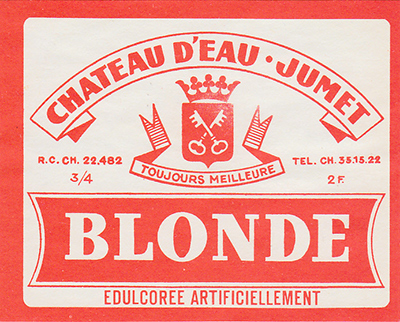 CHATEAU D'EAU · JUMET
TOUJOURS MEILLEURE
R.C. CH. 22,482
3/4
TEL. CH. 35.15.22
2 F.
BLONDE
EDULCOREE ARTIFICIELLEMENT